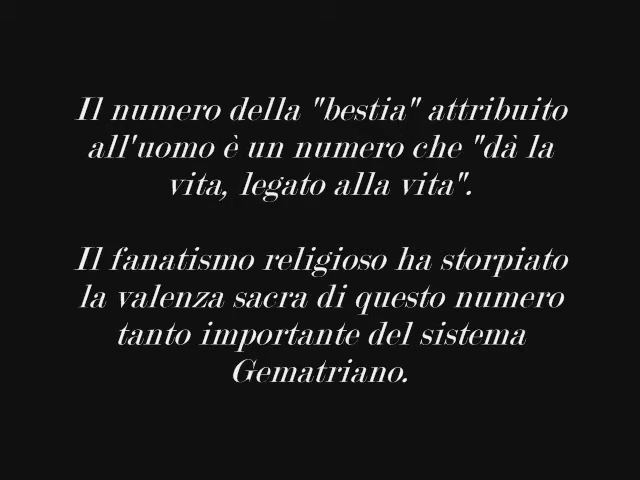 Il numero della "bestia" attribuito
all'uomo è un numero che "dà la
vita, legato alla vita".
Il fanatismo religioso ha storpiato
la valenza sacra di questo numero
tanto importante del sistema
Gematriano.